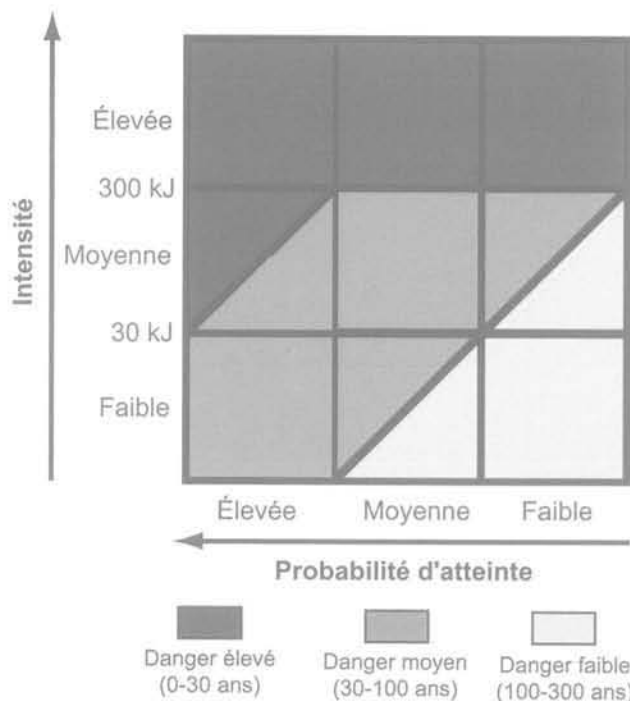 Élevée
300 kJ
Moyenne
30 kJ
Faible
Intensité
Élevée Moyenne Faible
Probabilité d'atteinte
Danger élevé
(0-30 ans)
Danger moyen
(30-100 ans)
Danger faible
(100-300 ans)